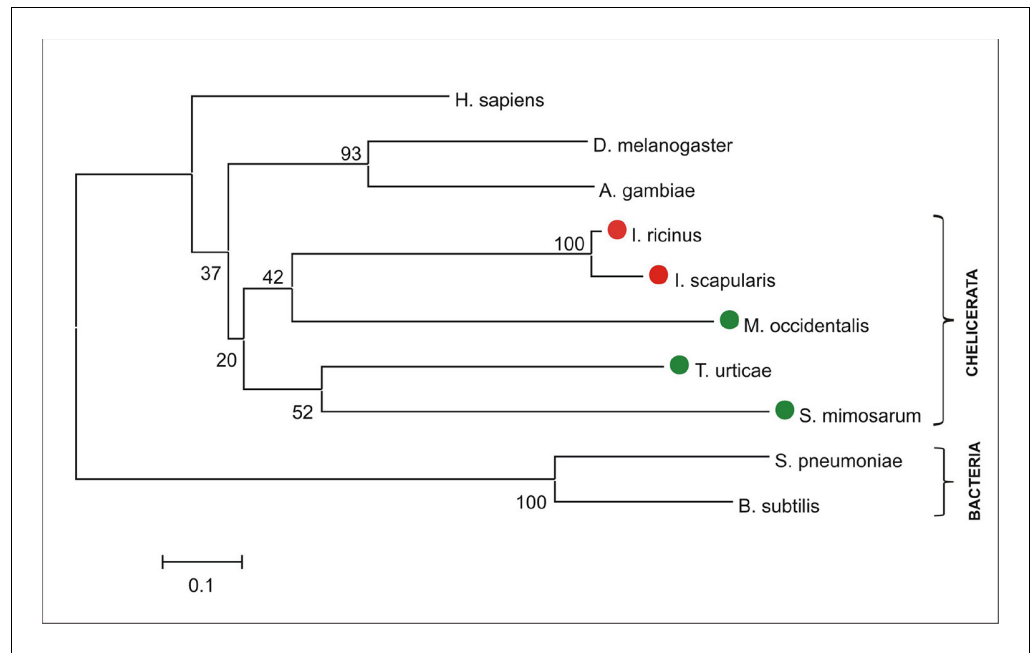 H. sapiens
93
D. melanogaster
A. gambiae
I. ricinus
100
37
42
I. scapularis
M. occidentalis
CHELICERATA
20
T. urticae
52
S. mimosarum
S. pneumoniae
BACTERIA
100
B. subtilis
0.1